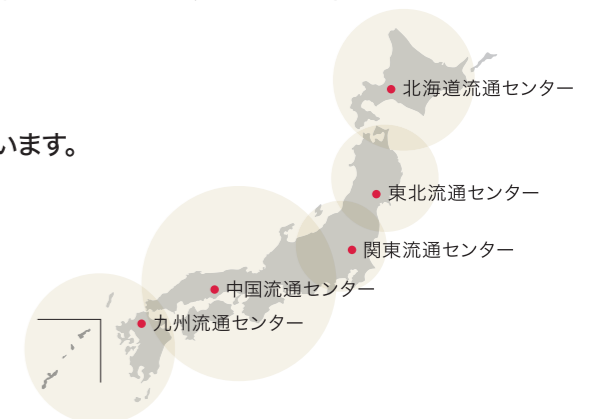 北海道流通センター
います。
東北流通センター
関東流通センター
中国流通センター
九州流通センター